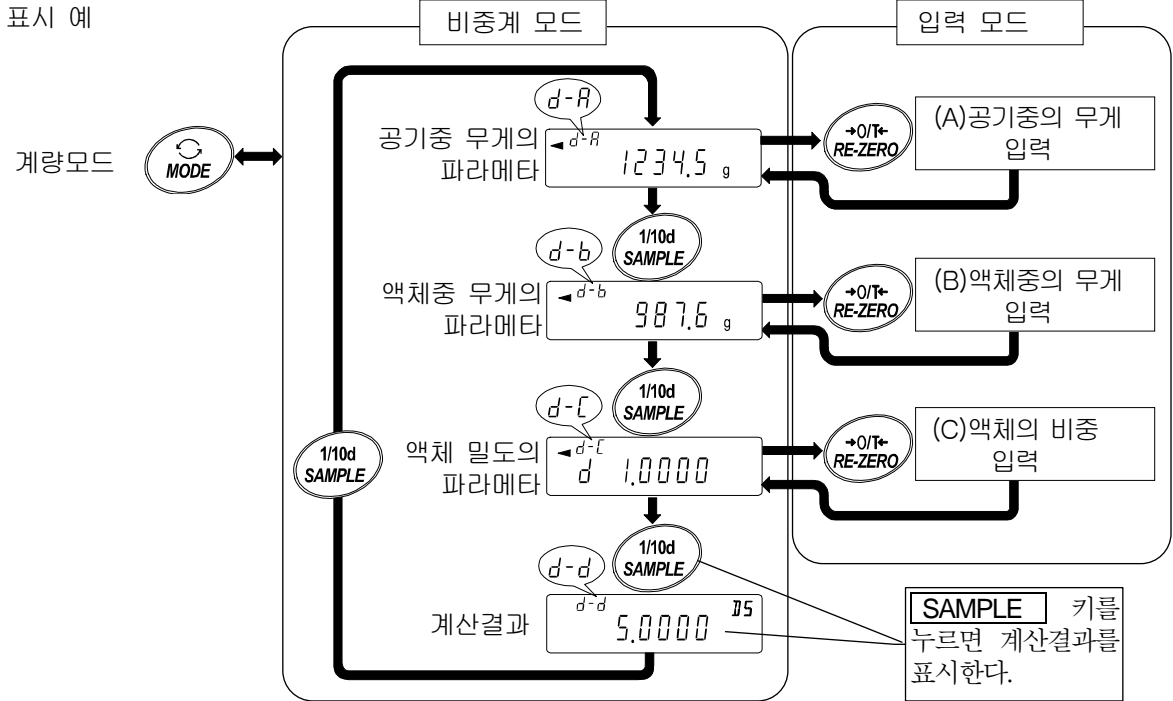 표시 예
비중계 모드
입력 모드
계량모드
MODE
d-A
공기중 무게의
파라메타
d-A
1234.5 g
→0/T←
RE-ZERO
(A)공기중의 무게
입력
1/10d
SAMPLE
d-b
액체중 무게의
파라메타
d-b
987.6 g
→0/T←
RE-ZERO
(B)액체중의 무게
입력
1/10d
SAMPLE
d-C
액체 밀도의
파라메타
d-C
d 1.0000
→0/T←
RE-ZERO
(C)액체의 비중
입력
1/10d
SAMPLE
1/10d
SAMPLE
d-d
계산결과
d-d
5.0000 DS
SAMPLE 키를
누르면 계산결과를
표시한다.